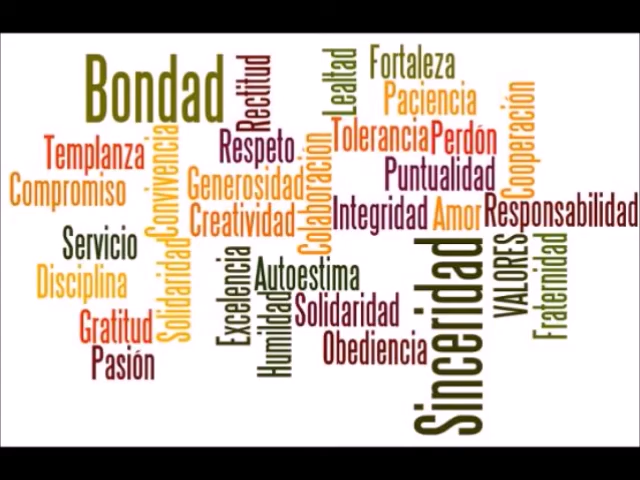 Bondad
Rectitud
Lealtad
Fortaleza
Paciencia
Cooperación
Templanza
Convivencia
Respeto
Colaboración
Tolerancia
Perdón
Compromiso
Generosidad
Puntualidad
Creatividad
Integridad
Amor
Responsabilidad
Servicio
Solidaridad
Excelencia
Autoestima
Sinceridad
VALORES
Fraternidad
Disciplina
Humildad
Solidaridad
Gratitud
Obediencia
Pasión